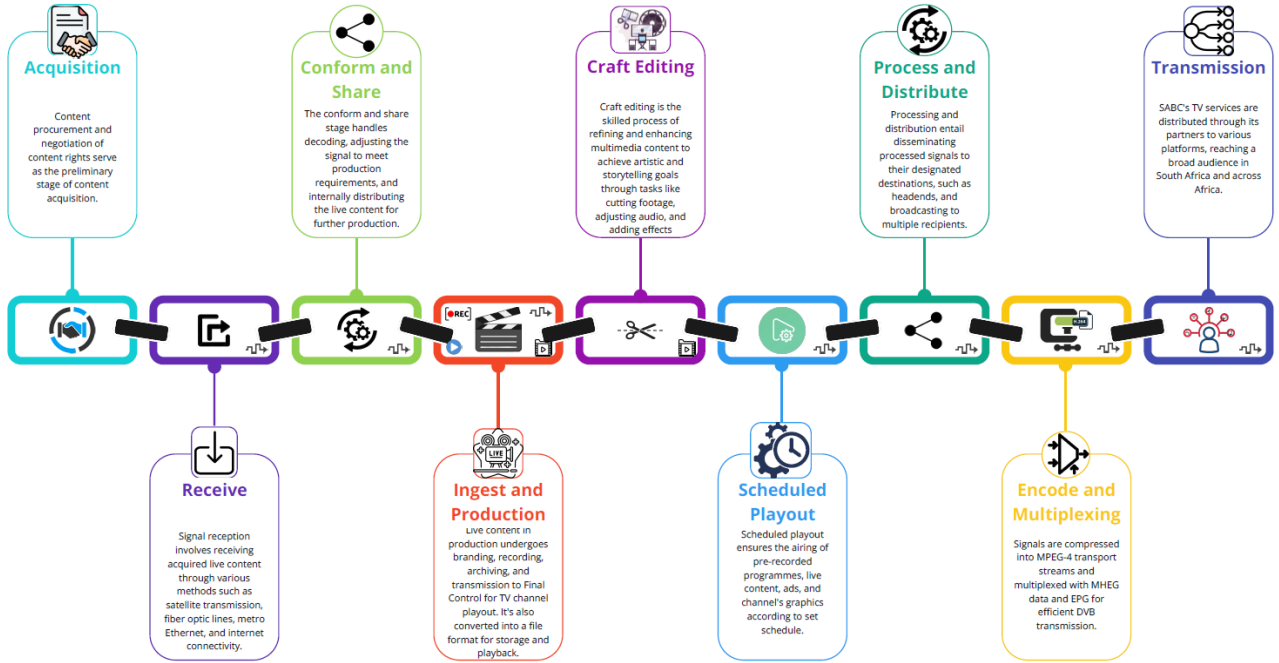 Acquisition
Content
procurement and
negotiation of
content rights serve
as the preliminary
stage of content
acquisition.
Conform and
Share
The conform and share
stage handles
decoding, adjusting the
signal to meet
production
requirements, and
internally distributing
the live content for
further production.
Craft Editing
Craft editing is the
skilled process of
refining and enhancing
multimedia content to
achieve artistic and
storytelling goals
through tasks like
cutting footage,
adjusting audio, and
adding effects
Process and
Distribute
Processing and
distribution entail
disseminating
processed signals to
their designated
destinations, such as
headends, and
broadcasting to
multiple recipients.
Transmission
SABC's TV services are
distributed through its
partners to various
platforms, reaching a
broad audience in
South Africa and across
Africa.
REC
H.264
Receive
Signal reception
involves receiving
acquired live content
through various
methods such as
satellite transmission,
fiber optic lines, metro
Ethernet, and internet
connectivity.
LIVE
Ingest and
Production
Live content in
production undergoes
branding, recording,
archiving, and
transmission to Final
Control for TV channel
playout. It's also
converted into a file
format for storage and
playback.
Scheduled
Playout
Scheduled playout
ensures the airing of
pre-recorded
programmes, live
content, ads, and
channel's graphics
according to set
schedule.
Encode and
Multiplexing
Signals are compressed
into MPEG-4 transport
streams and
multiplexed with MHEG
data and EPG for
efficient DVB
transmission.